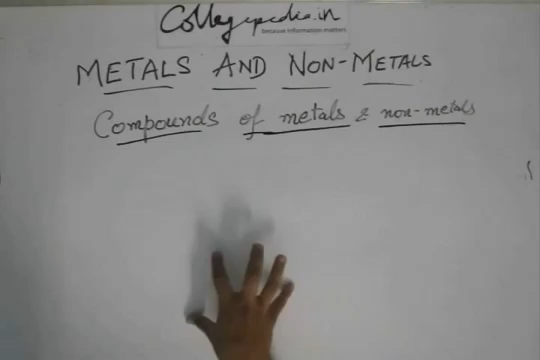 Collegepedia.in
because information matters
METALS AND NON-METALS
Compounds of metals & non-metals